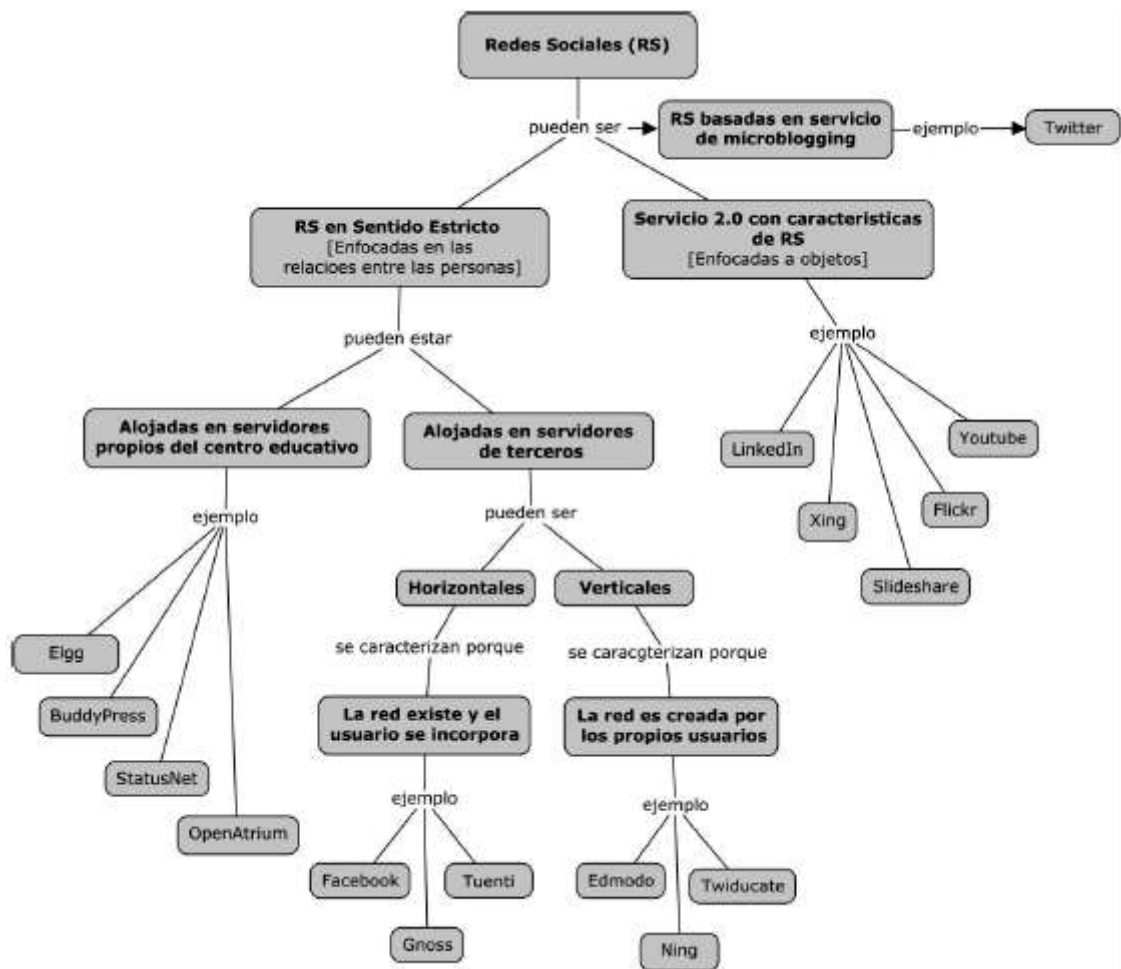 Redes Sociales (RS)
pueden ser
RS basadas en servicio
de microblogging
ejemplo
Twitter
RS en Sentido Estricto
[Enfocadas en las
relacioes entre las personas]
Servicio 2.0 con caracteristicas
de RS
[Enfocadas a objetos]
pueden estar
ejemplo
Alojadas en servidores
propios del centro educativo
Alojadas en servidores
de terceros
LinkedIn
Youtube
Xing
Flickr
Slideshare
ejemplo
pueden ser
Horizontales
Verticales
Elgg
BuddyPress
StatusNet
OpenAtrium
se caracterizan porque
se caracgterizan porque
La red existe y el
usuario se incorpora
La red es creada por
los propios usuarios
ejemplo
ejemplo
Facebook
Tuenti
Gnoss
Edmodo
Twiducate
Ning